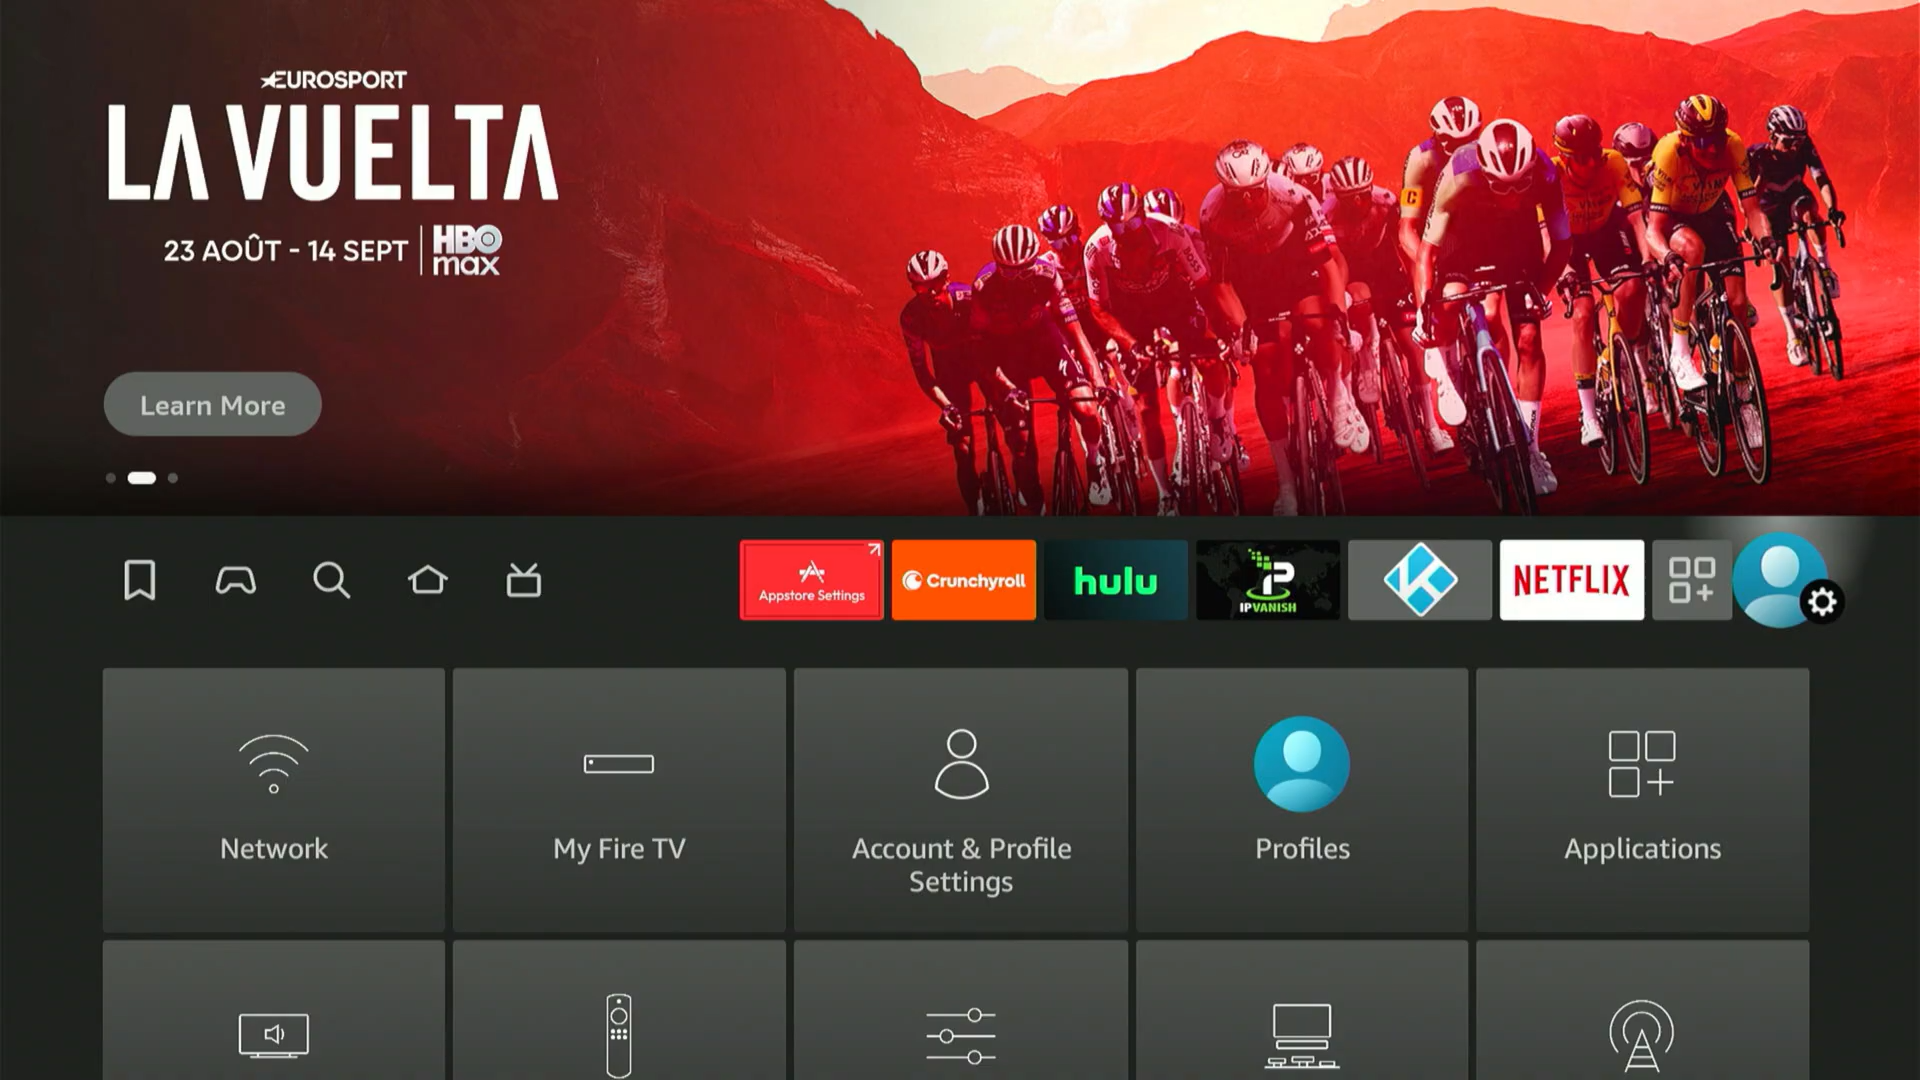 EUROSPORT
LA VUELTA
23 AOÛT - 14 SEPT
HBO
max
Learn More
Appstore Settings
Crunchyroll
hulu
IP
IPVANISH
NETFLIX
Network
My Fire TV
Account & Profile
Settings
Profiles
Applications